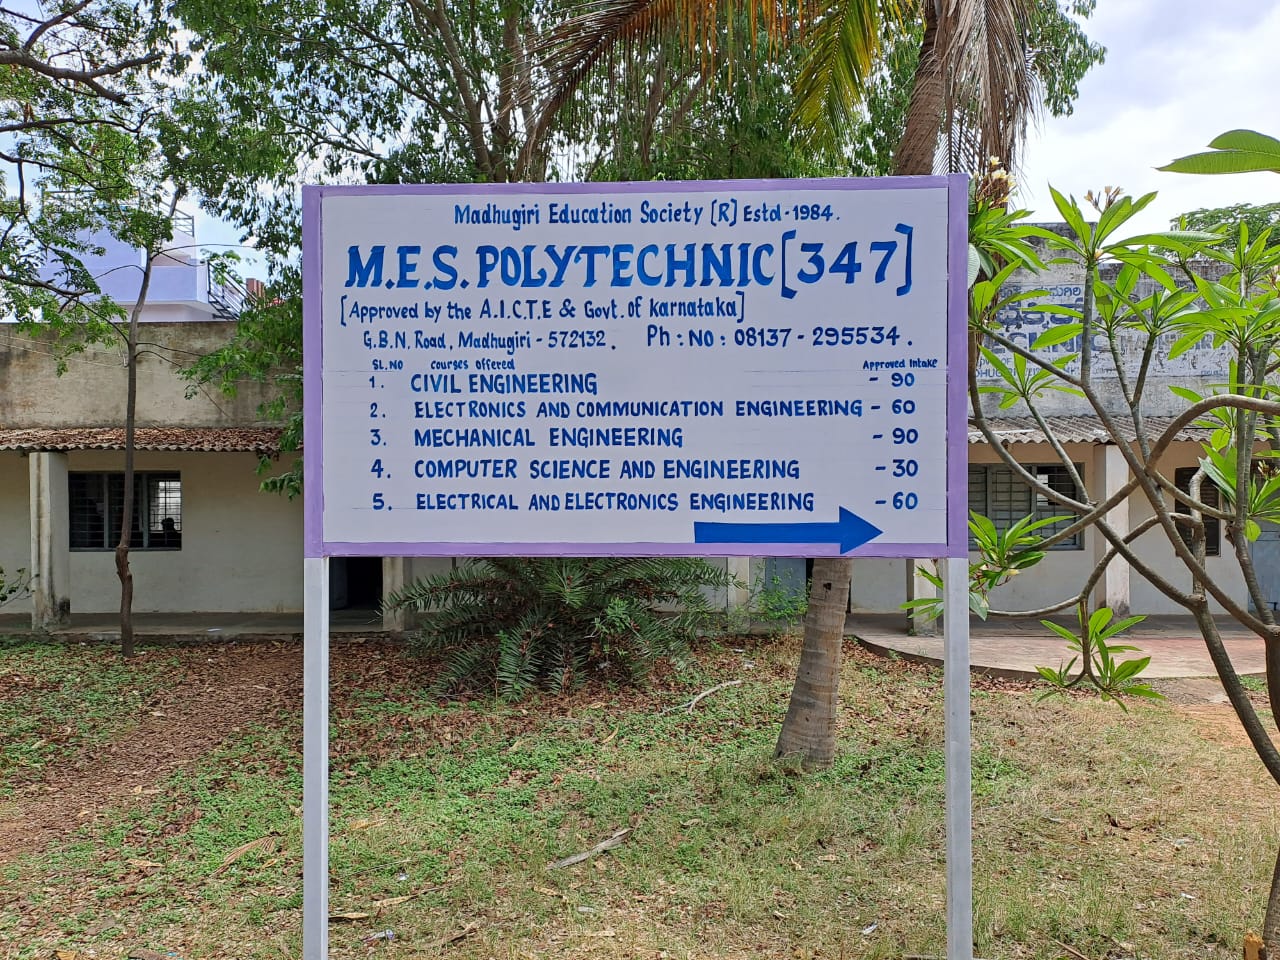 Madhugiri Education Society [R] Estd - 1984.
M.E.S. POLYTECHNIC [347]
[Approved by the A.I.C.T.E & Govt. of Karnataka]
G.B.N. Road, Madhugiri - 572132. Ph : NO : 08137 - 295534.
SL.NO courses offered Approved Intake
1. CIVIL ENGINEERING - 90
2. ELECTRONICS AND COMMUNICATION ENGINEERING - 60
3. MECHANICAL ENGINEERING - 90
4. COMPUTER SCIENCE AND ENGINEERING - 30
5. ELECTRICAL AND ELECTRONICS ENGINEERING - 60